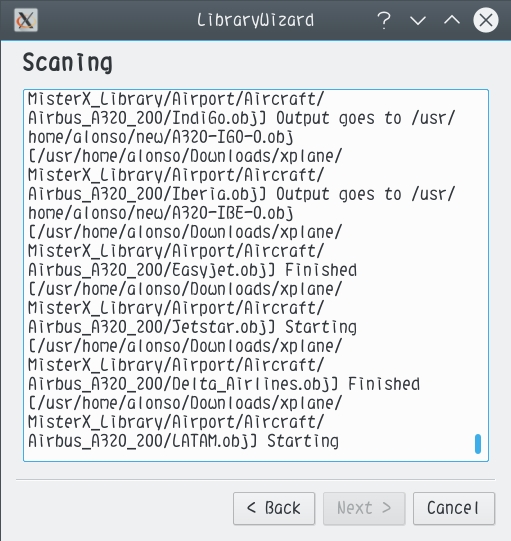 LibraryWizard
Scaning
MisterX_Library/Airport/Aircraft/
Airbus_A320_200/IndiGo.obj] Output goes to /usr/
home/alonso/new/A320-IGO-0.obj
[/usr/home/alonso/Downloads/xplane/
MisterX_Library/Airport/Aircraft/
Airbus_A320_200/Iberia.obj] Output goes to /usr/
home/alonso/new/A320-IBE-0.obj
[/usr/home/alonso/Downloads/xplane/
MisterX_Library/Airport/Aircraft/
Airbus_A320_200/Easyjet.obj] Finished
[/usr/home/alonso/Downloads/xplane/
MisterX_Library/Airport/Aircraft/
Airbus_A320_200/Jetstar.obj] Starting
[/usr/home/alonso/Downloads/xplane/
MisterX_Library/Airport/Aircraft/
Airbus_A320_200/Delta_Airlines.obj] Finished
[/usr/home/alonso/Downloads/xplane/
MisterX_Library/Airport/Aircraft/
Airbus_A320_200/LATAM.obj] Starting
< Back
Next >
Cancel